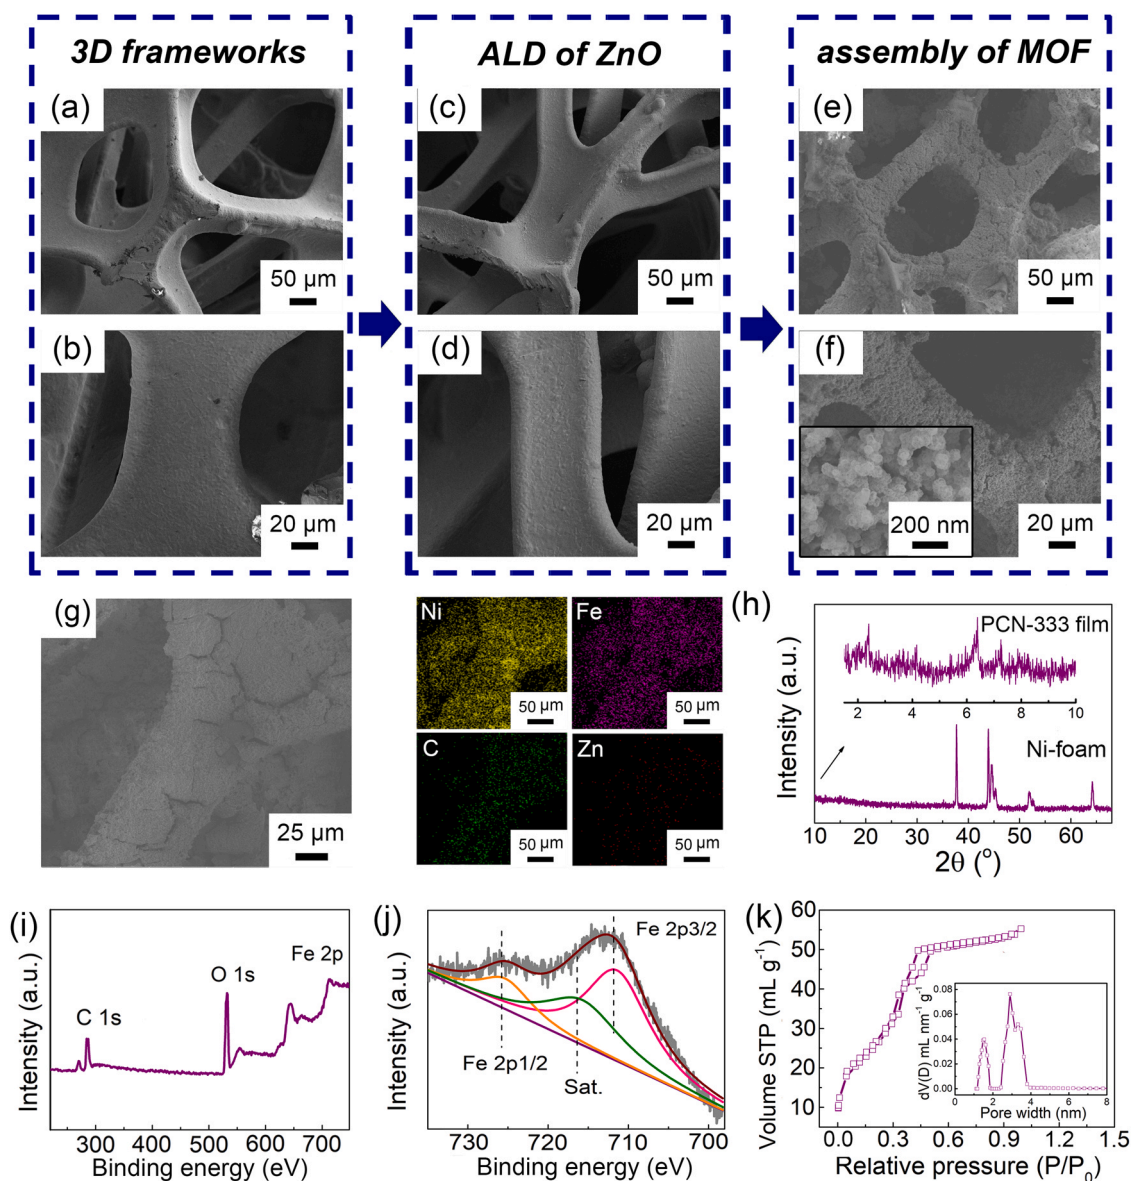 3D frameworks
ALD of ZnO
assembly of MOF
(a)
50 µm
(c)
50 µm
(e)
50 µm
(b)
20 µm
(d)
20 µm
(f)
200 nm
20 µm
(g)
25 µm
Ni
50 µm
Fe
50 µm
C
50 µm
Zn
50 µm
(h)
PCN-333 film
2 4 6 8 10
Ni-foam
Intensity (a.u.)
10 20 30 40 50 60
2θ (°)
(i)
Fe 2p
O 1s
C 1s
Intensity (a.u.)
300 400 500 600 700
Binding energy (eV)
(j)
Fe 2p3/2
Fe 2p1/2
Sat.
Intensity (a.u.)
730 720 710 700
Binding energy (eV)
(k)
60
50
40
30
20
10
Volume STP (mL g⁻¹)
0.0 0.3 0.6 0.9 1.2 1.5
Relative pressure (P/P₀)
0.08
0.06
0.04
0.02
0.00
dV(D) mL nm⁻¹ g⁻¹
0 2 4 6 8
Pore width (nm)